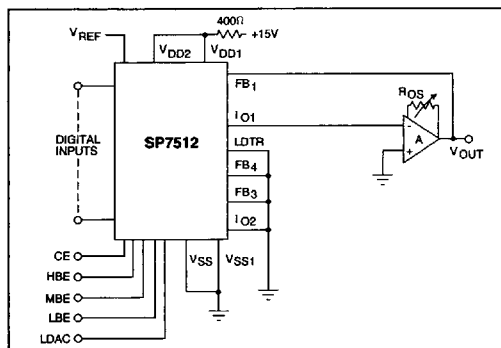 400Ω
VREF
+15V
VDD2
VDD1
FB1
ROS
IO1
DIGITAL
INPUTS
SP7512
LDTR
-
A
+
VOUT
FB4
FB3
IO2
CE
VSS
VSS1
HBE
MBE
LBE
LDAC